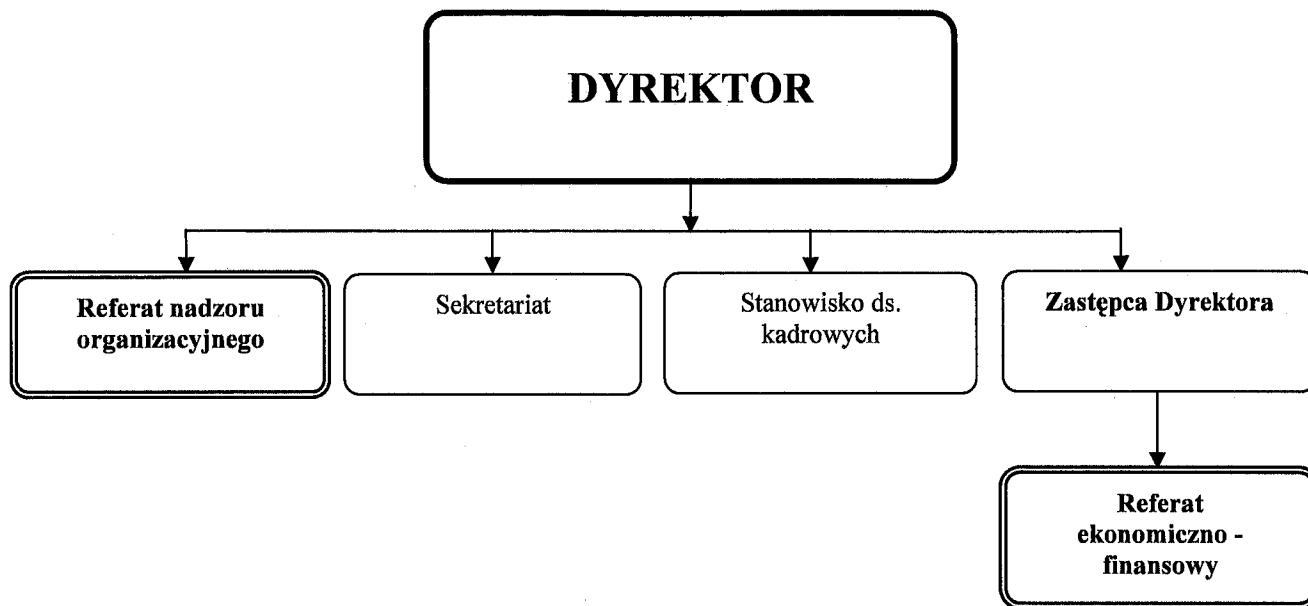 DYREKTOR
Referat nadzoru
organizacyjnego
Sekretariat
Stanowisko ds.
kadrowych
Zastępca Dyrektora
Referat
ekonomiczno -
finansowy